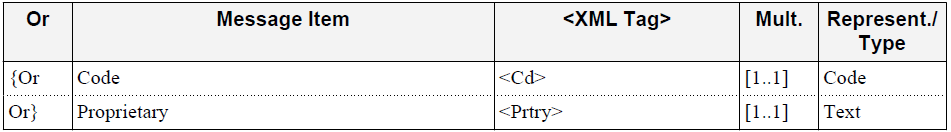 Or Message Item <XML Tag> Mult. Represent./
Type
{Or Code <Cd> [1..1] Code
Or} Proprietary <Prtry> [1..1] Text